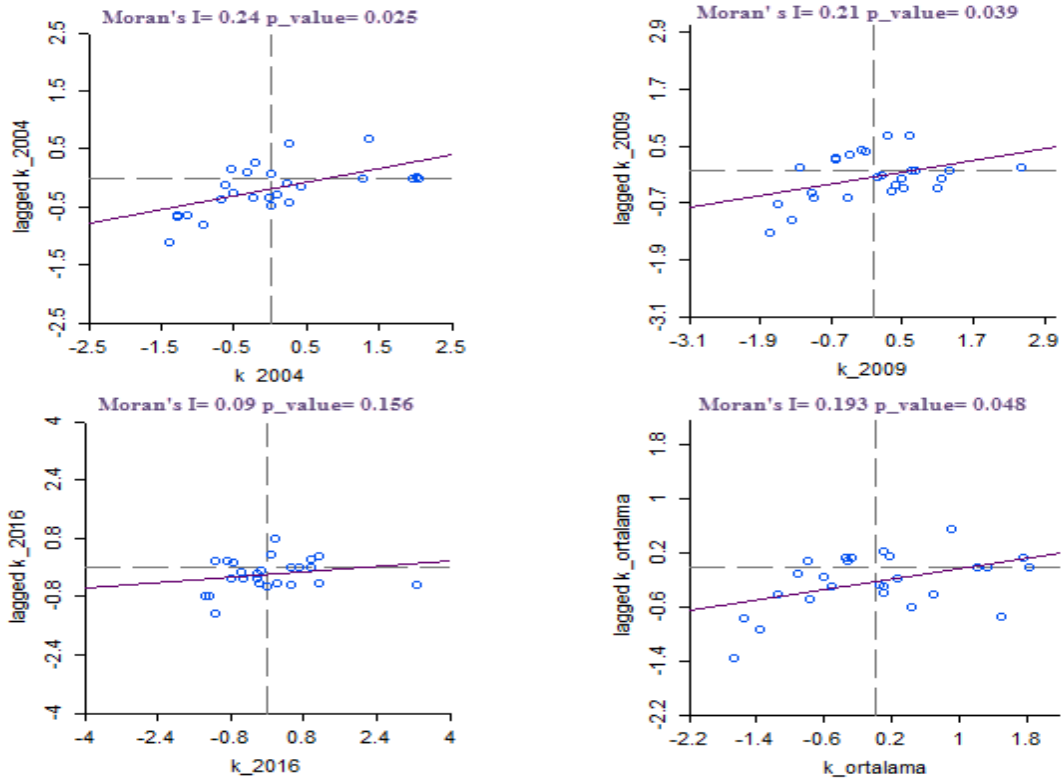 Moran's I= 0.24 p_value= 0.025
2.5
1.5
0.5
-0.5
-1.5
-2.5
lagged k_2004
-2.5 -1.5 -0.5 0.5 1.5 2.5
k_2004
Moran' s I= 0.21 p_value= 0.039
2.9
1.7
0.5
-0.7
-1.9
-3.1
lagged k_2009
-3.1 -1.9 -0.7 0.5 1.7 2.9
k_2009
Moran's I= 0.09 p_value= 0.156
4
2.4
0.8
-0.8
-2.4
-4
lagged k_2016
-4 -2.4 -0.8 0.8 2.4 4
k_2016
Moran's I= 0.193 p_value= 0.048
1.8
1
0.2
-0.6
-1.4
-2.2
lagged k_ortalama
-2.2 -1.4 -0.6 0.2 1 1.8
k_ortalama